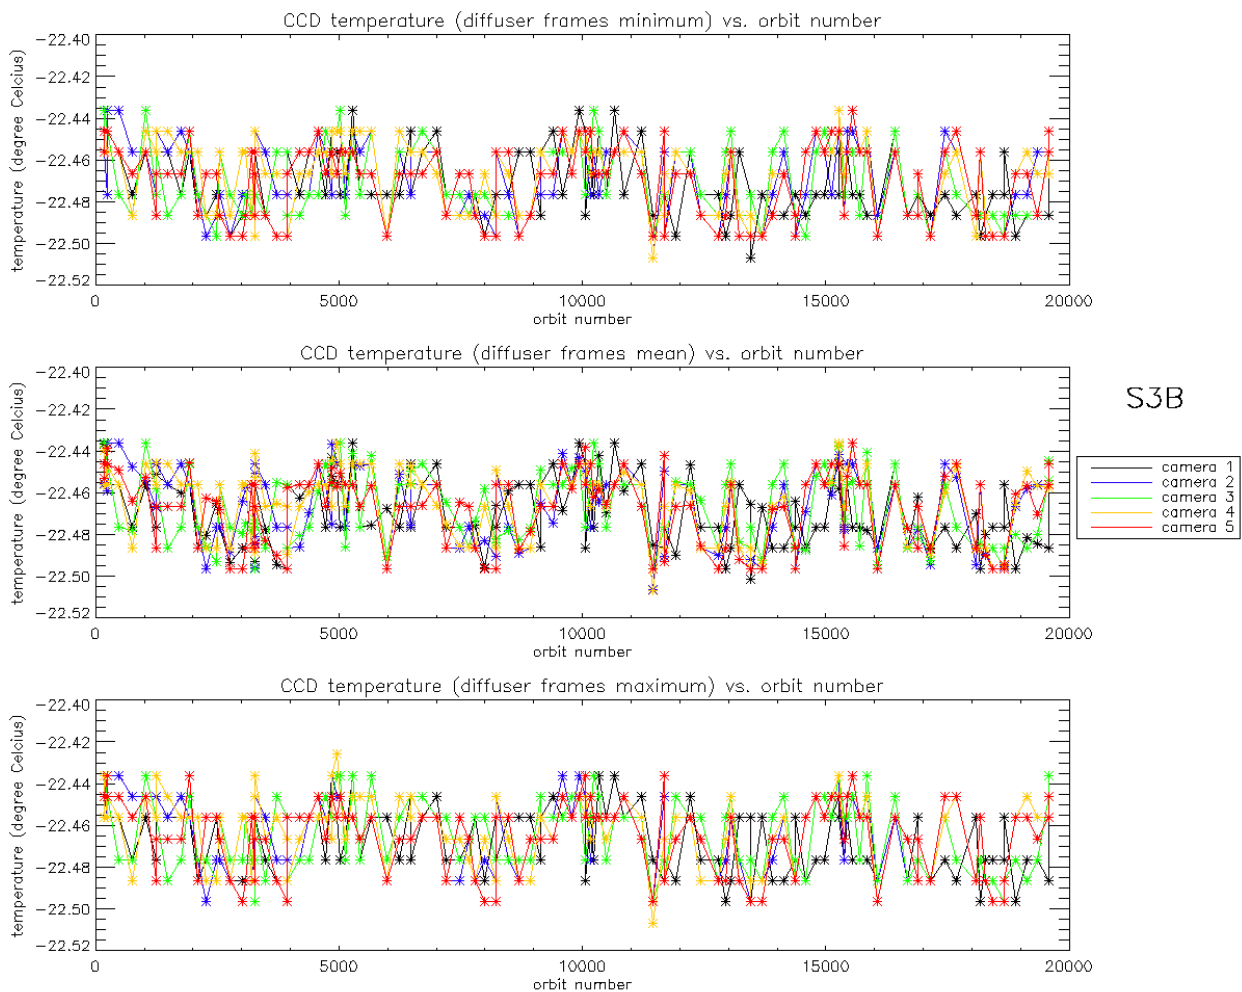 CCD temperature (diffuser frames minimum) vs. orbit number
temperature (degree Celcius)
−22.40
−22.42
−22.44
−22.46
−22.48
−22.50
−22.52
0 5000 10000 15000 20000
orbit number
CCD temperature (diffuser frames mean) vs. orbit number
temperature (degree Celcius)
−22.40
−22.42
−22.44
−22.46
−22.48
−22.50
−22.52
0 5000 10000 15000 20000
orbit number
S3B
camera 1
camera 2
camera 3
camera 4
camera 5
CCD temperature (diffuser frames maximum) vs. orbit number
temperature (degree Celcius)
−22.40
−22.42
−22.44
−22.46
−22.48
−22.50
−22.52
0 5000 10000 15000 20000
orbit number